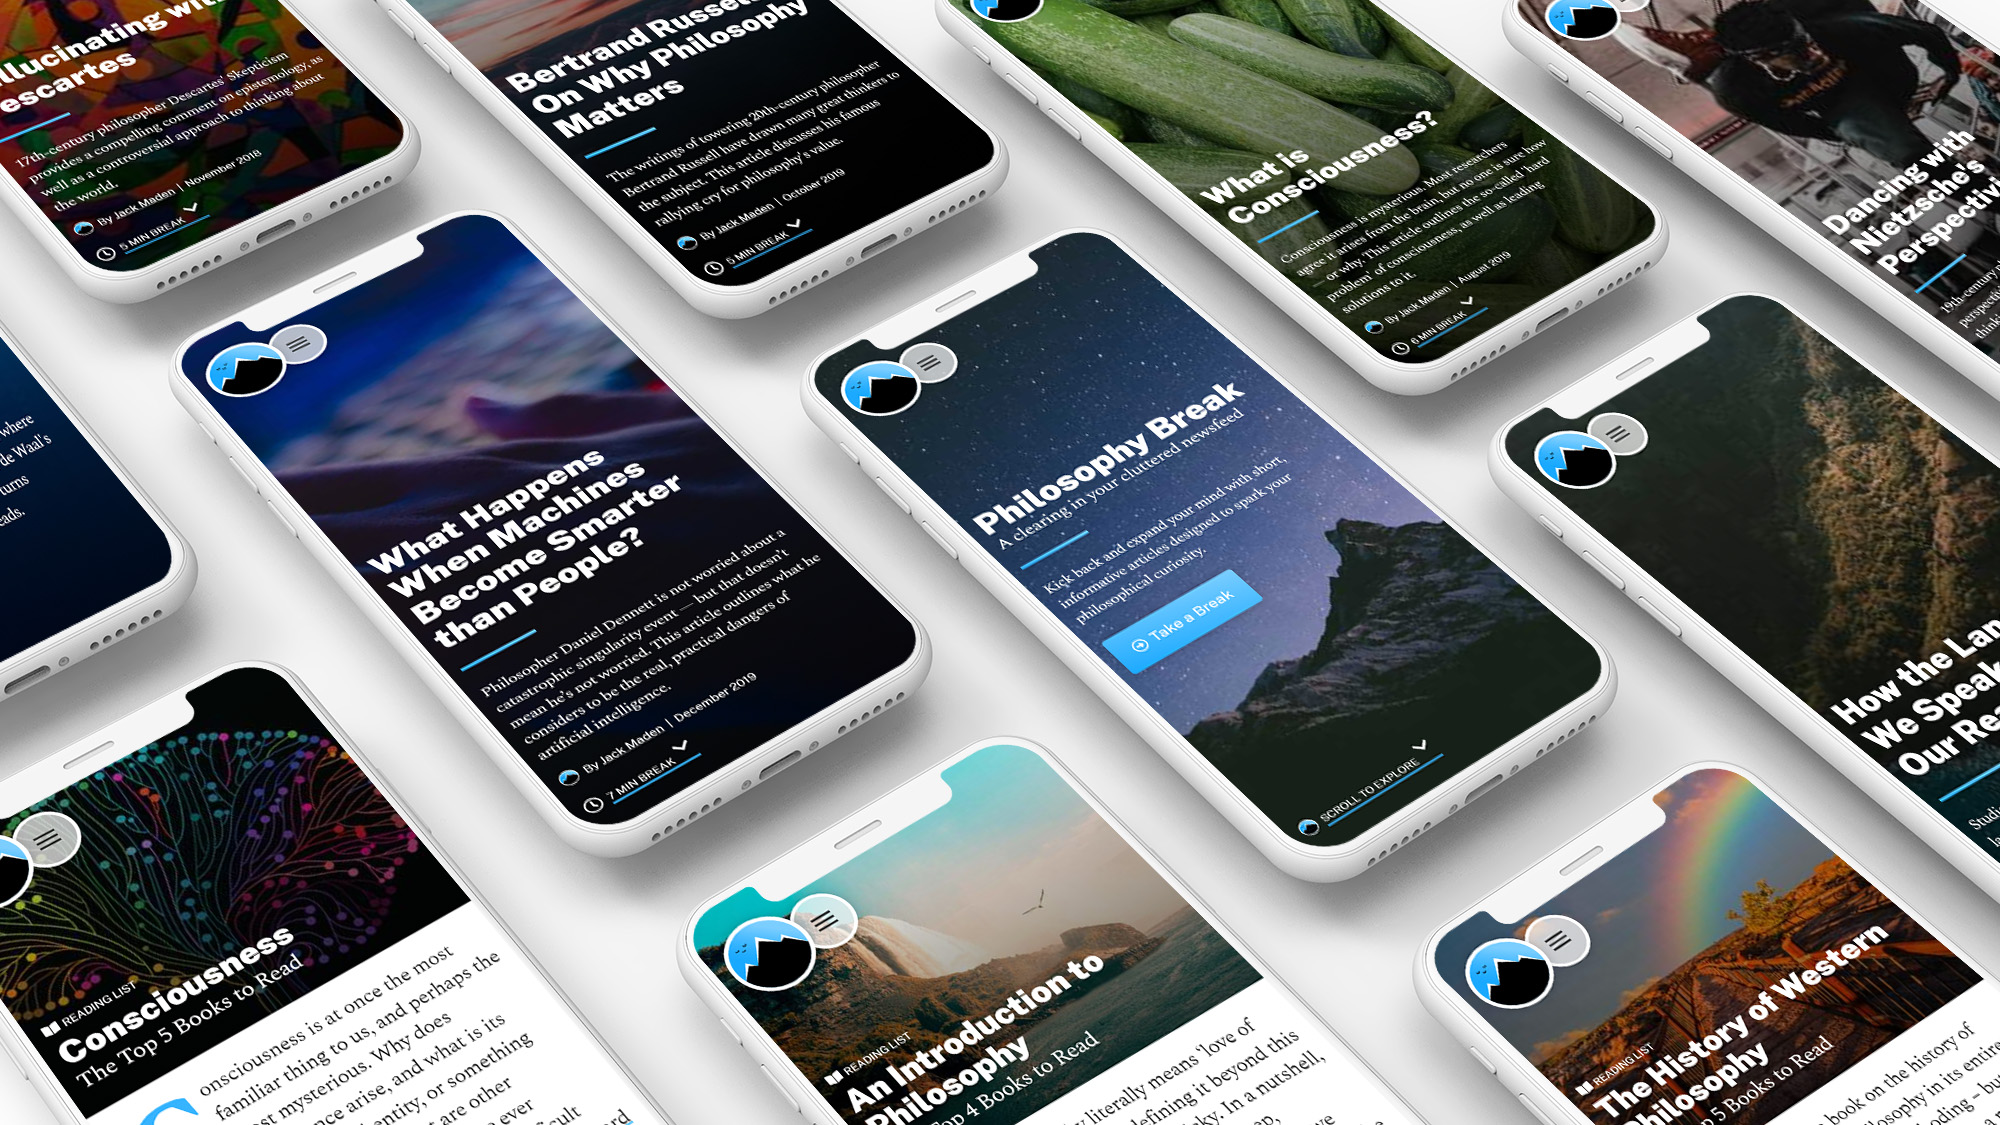 llucinating with
escartes
17th-century philosopher Descartes' Skepticism
provides a compelling comment on epistemology, as
well as a controversial approach to thinking about
the world.
By Jack Maden | November 2018
5 MIN BREAK
Bertrand Russell
On Why Philosophy
Matters
The writings of towering 20th-century philosopher
Bertrand Russell have drawn many great thinkers to
the subject. This article discusses his famous
rallying cry for philosophy's value.
By Jack Maden | October 2019
5 MIN BREAK
What is
Consciousness?
Consciousness is mysterious. Most researchers
agree it arises from the brain, but no one is sure how
— or why. This article outlines the so-called 'hard
problem' of consciousness, as well as leading
solutions to it.
By Jack Maden | August 2019
6 MIN BREAK
Dancing with
Nietzsche's
Perspectivi
19th-century
perspecti
think
where
de Waal's
turns
eads.
What Happens
When Machines
Become Smarter
than People?
Philosopher Daniel Dennett is not worried about a
catastrophic singularity event — but that doesn't
mean he's not worried. This article outlines what he
considers to be the real, practical dangers of
artificial intelligence.
By Jack Maden | December 2019
7 MIN BREAK
Philosophy Break
A clearing in your cluttered newsfeed
Kick back and expand your mind with short,
informative articles designed to spark your
philosophical curiosity.
Take a Break
SCROLL TO EXPLORE
How the Lan
We Speak
Our Rea
Studi
la
READING LIST
Consciousness
The Top 5 Books to Read
Consciousness is at once the most
familiar thing to us, and perhaps the
st mysterious. Why does
nce arise, and what is its
entity, or something
t are other
e ever
cult
rd
READING LIST
An Introduction to
Philosophy
Top 4 Books to Read
y literally means 'love of
defining it beyond this
ky. In a nutshell,
ep,
ve
READING LIST
The History of Western
Philosophy
5 Books to Read
book on the history of
ilosophy in its entire
oding - but